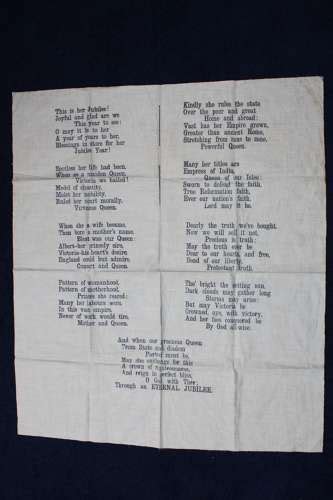 This is her Jubilee!
Joyful and glad are we
This year to see:
O may it is to her
A year of years to her,
Blessings in store for her
Jubilee Year!
Spotless her life had been,
When as a maiden Queen,
Victoria we hailed!
Model of chastity,
Moist her nobility,
Ruled her court morally,
Virtuous Queen.
When she a wife became,
Then bore a mother's name,
Blest was our Queen
Albert—her princely sire,
Victoria—his heart's desire
England could but admire,
Consort and Queen.
Pattern of womanhood,
Pattern of motherhood,
Prince she reared:
Many her labours seen,
In this vast empire,
Never of work would tire,
Mother and Queen.
Kindly she rules the state
Over the poor and great
Home and abroad:
Vast has her Empire grown,
Greater than ancient Rome,
Stretching from zone to zone,
Powerful Queen.
Many her titles are
Empress of India,
Queen of our Isles:
Sworn to defend the faith,
True Reformation faith,
Ever our nation's faith,
Lord may it be.
Dearly the truth we've bought,
Now we will sell it not,
Precious is truth:
May the truth ever be
Dear to our hearts, and free,
Dead of our liberty,
Protestant Truth.
Tho' bright the setting sun,
Dark clouds may gather long
Storms may arise:
But may Victoria be
Crowned, aye, with victory,
And her foes conquered be
By God all wise.
And when our gracious Queen
From State and diadem
Parted must be,
May she exchange for this
A crown of righteousness,
And reign in perfect bliss,
O God with Thee
Through an ETERNAL JUBILEE.